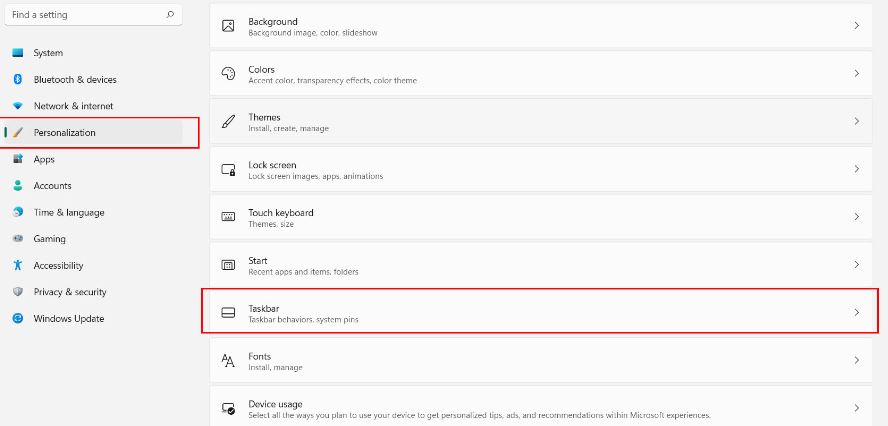 Find a setting
System
Bluetooth & devices
Network & internet
Personalization
Apps
Accounts
Time & language
Gaming
Accessibility
Privacy & security
Windows Update
Background
Background image, color, slideshow
Colors
Accent color, transparency effects, color theme
Themes
Install, create, manage
Lock screen
Lock screen images, apps, animations
Touch keyboard
Themes, size
Start
Recent apps and items, folders
Taskbar
Taskbar behaviors, system pins
Fonts
Install, manage
Device usage
Select all the ways you plan to use your device to get personalized tips, ads, and recommendations within Microsoft experiences.